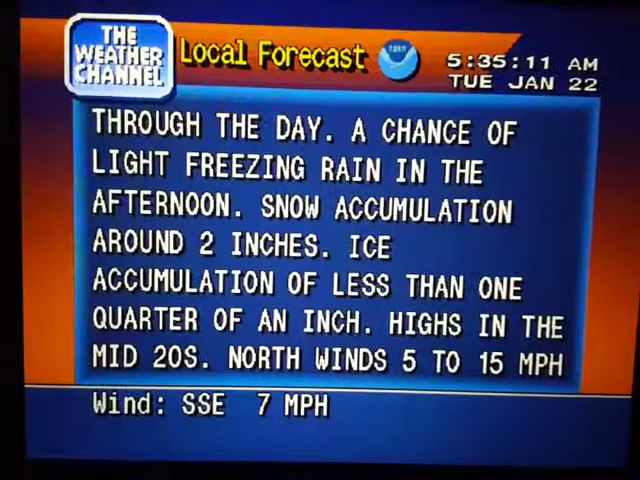 THE
WEATHER
CHANNEL
Local Forecast
5:35:11 AM
TUE JAN 22
THROUGH THE DAY. A CHANCE OF
LIGHT FREEZING RAIN IN THE
AFTERNOON. SNOW ACCUMULATION
AROUND 2 INCHES. ICE
ACCUMULATION OF LESS THAN ONE
QUARTER OF AN INCH. HIGHS IN THE
MID 20S. NORTH WINDS 5 TO 15 MPH
Wind: SSE 7 MPH